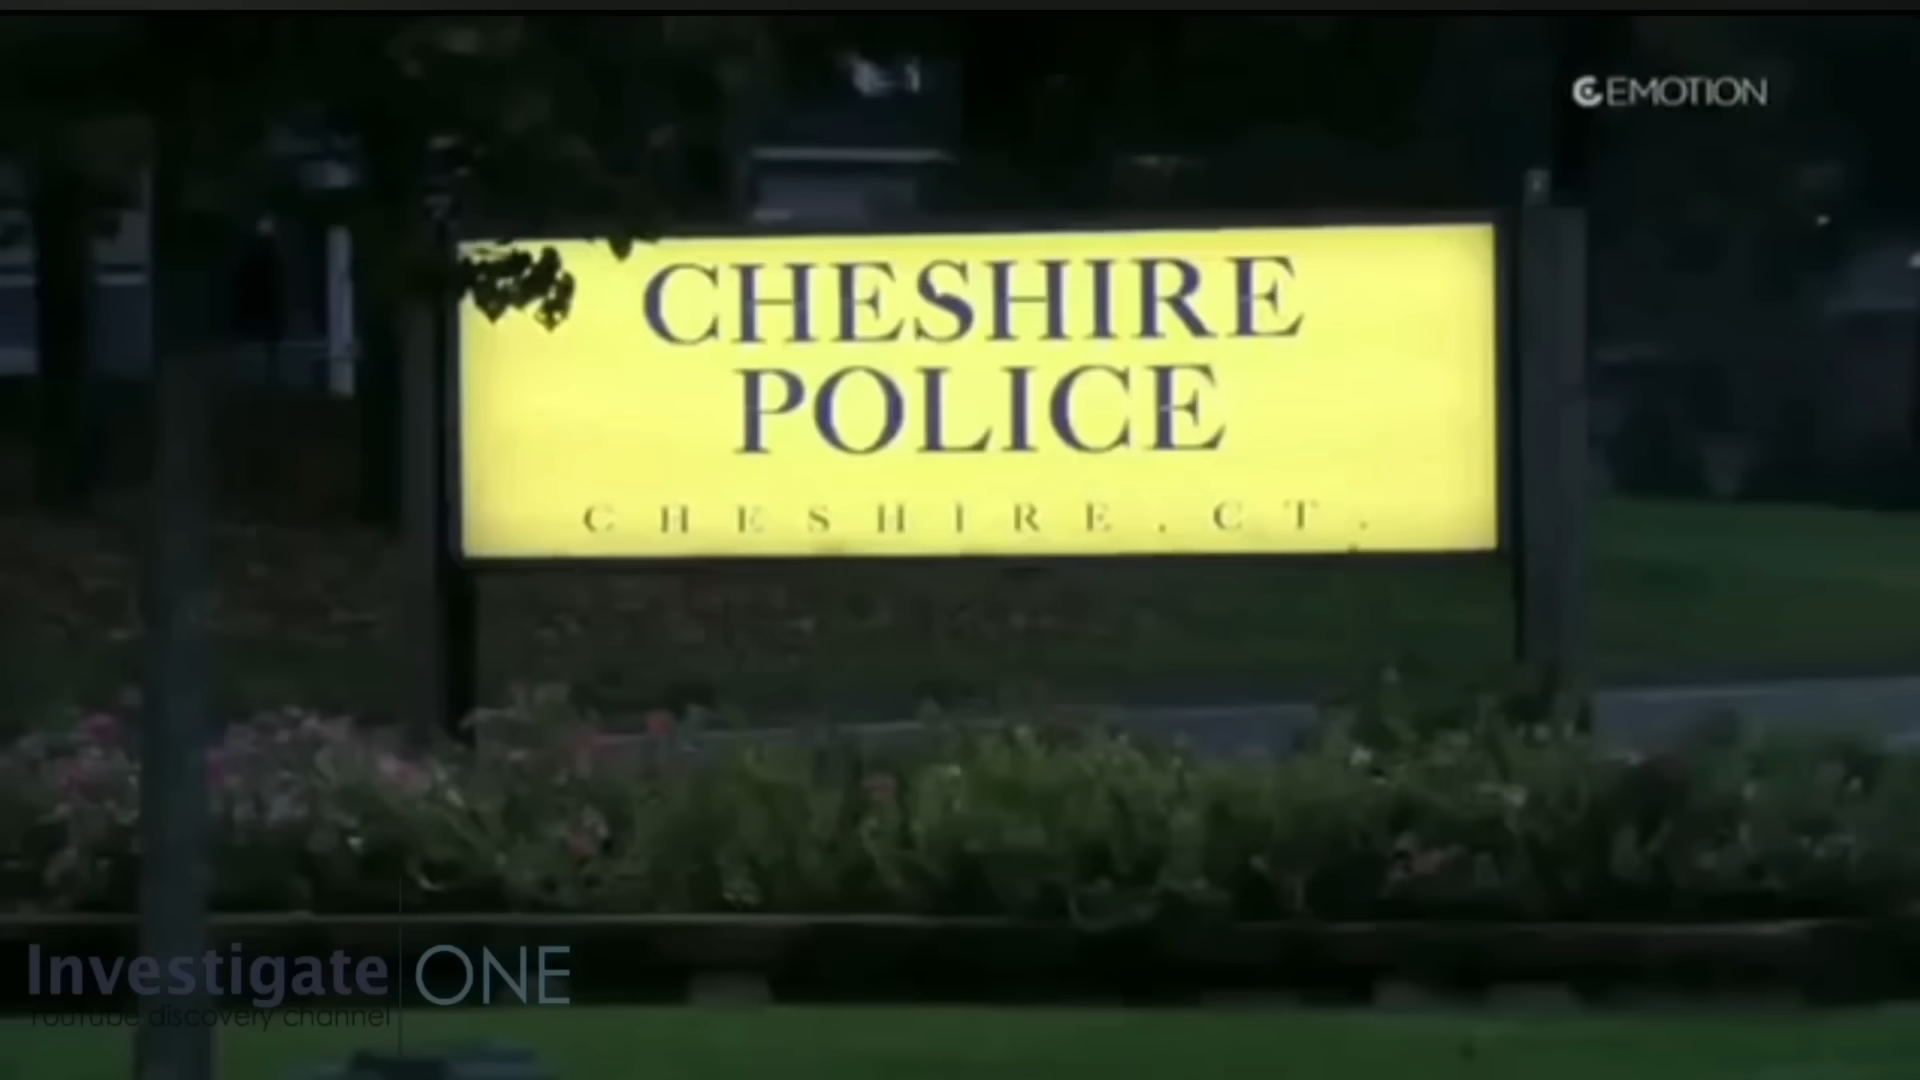 EMOTION
CHESHIRE
POLICE
CHESHIRE, CT.
Investigate ONE
YouTube discovery channel